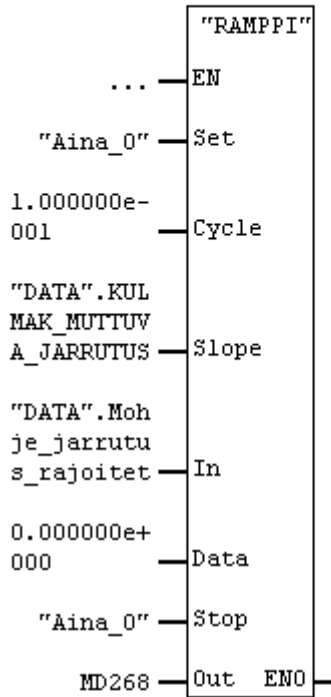 "RAMPPI"
... EN
"Aina_0" Set
1.000000e-
001 Cycle
"DATA".KUL
MAK_MUTTUV
A_JARRUTUS Slope
"DATA".Moh
je_jarrutu
s_rajoitet In
0.000000e+
000 Data
"Aina_0" Stop
MD268 Out ENO